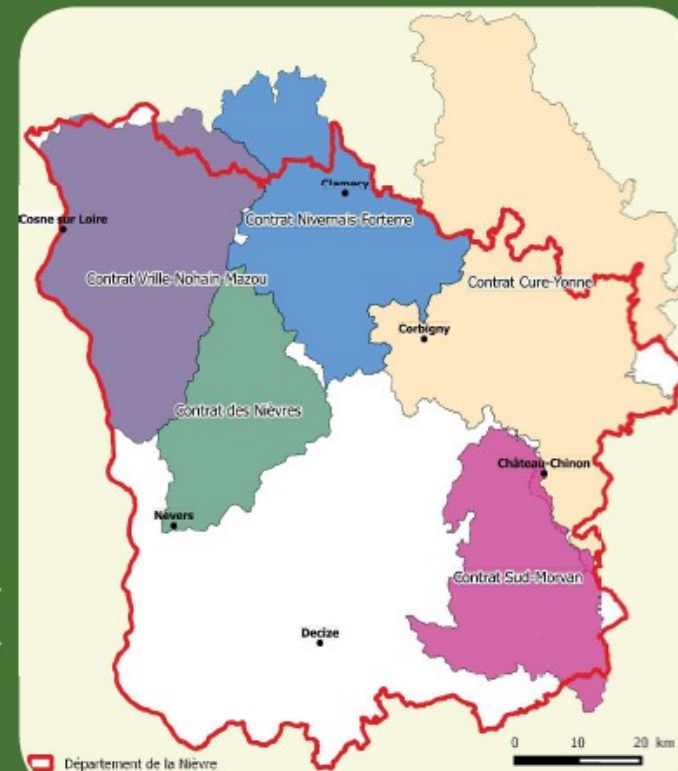 Clamecy
Cosne sur Loire
Contrat Nivernais Forterre
Contrat Vrille-Nohain-Mazou
Contrat Cure-Yonne
Corbigny
Contrat des Nièvres
Château-Chinon
Nevers
Contrat Sud-Morvan
Decize
Département de la Nièvre
0 10 20 km